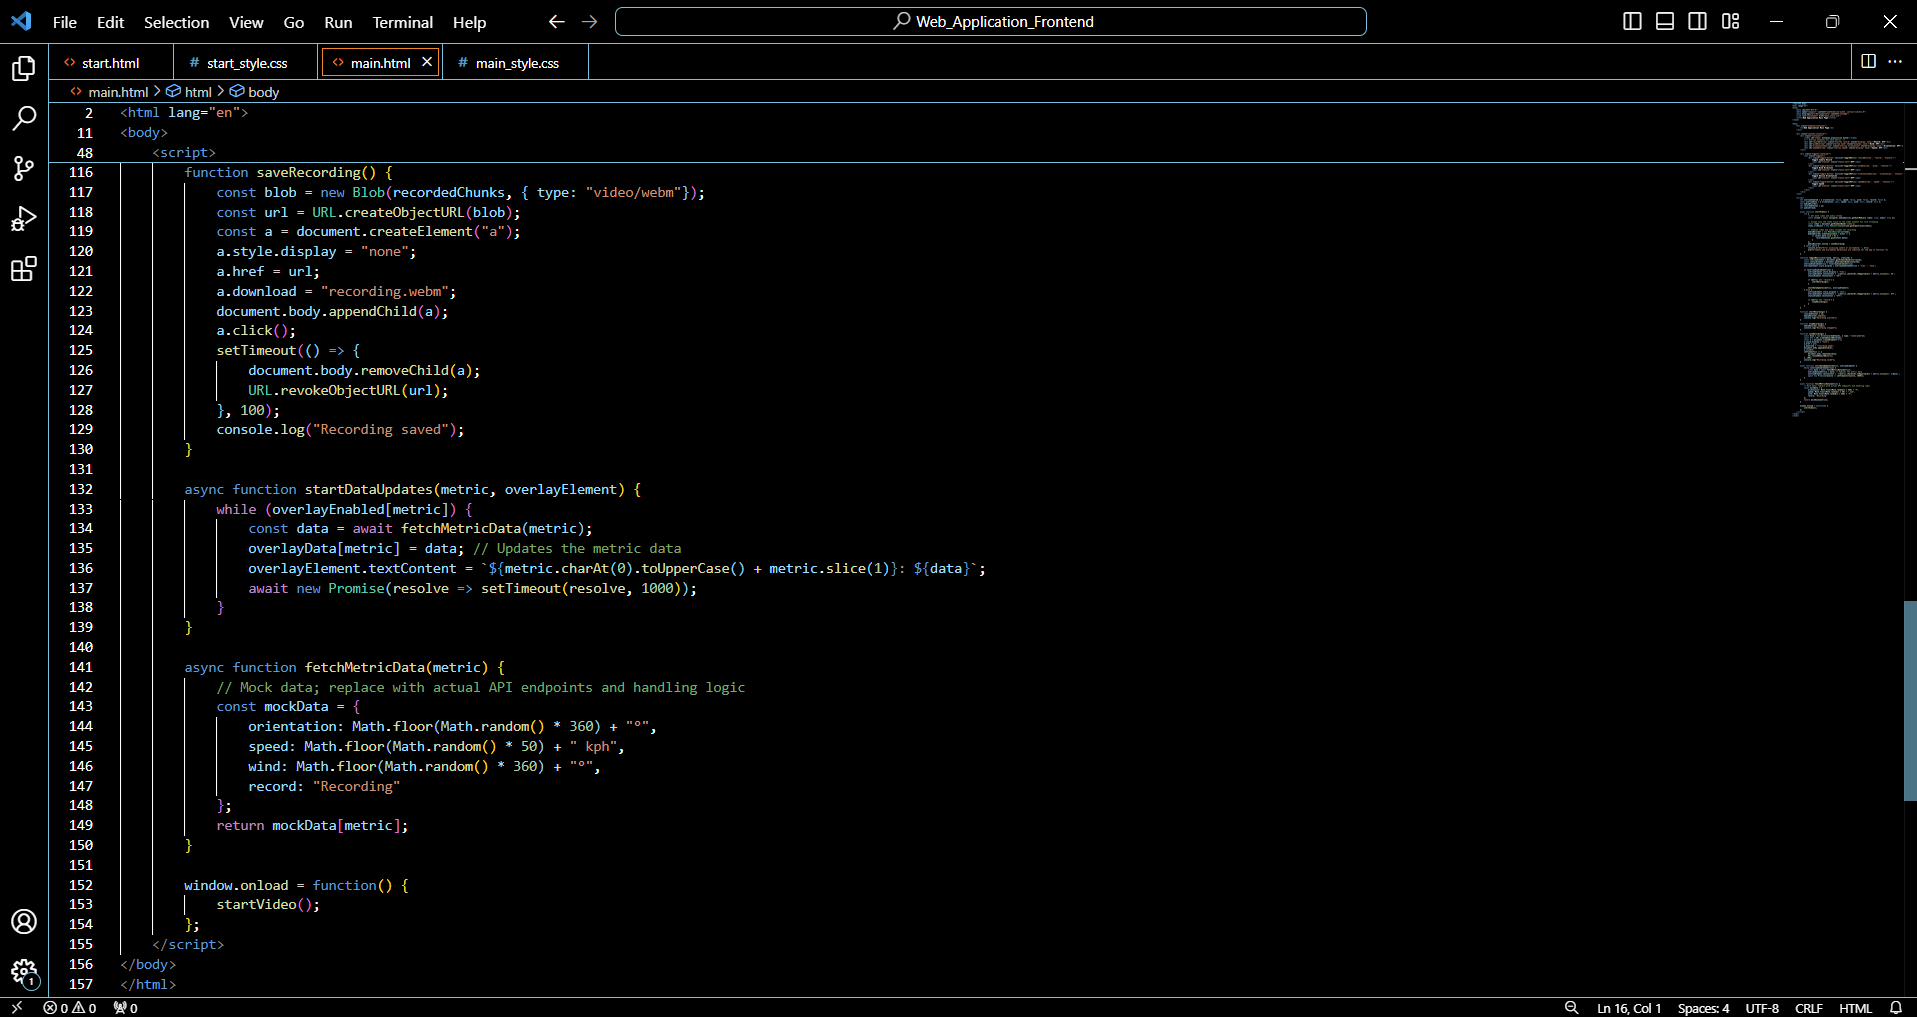 File Edit Selection View Go Run Terminal Help
Web_Application_Frontend
start.html
# start_style.css
main.html
# main_style.css
main.html > html > body
2 <html lang="en">
11 <body>
48 <script>
116 function saveRecording() {
117 const blob = new Blob(recordedChunks, { type: "video/webm"});
118 const url = URL.createObjectURL(blob);
119 const a = document.createElement("a");
120 a.style.display = "none";
121 a.href = url;
122 a.download = "recording.webm";
123 document.body.appendChild(a);
124 a.click();
125 setTimeout(() => {
126 document.body.removeChild(a);
127 URL.revokeObjectURL(url);
128 }, 100);
129 console.log("Recording saved");
130 }
131
132 async function startDataUpdates(metric, overlayElement) {
133 while (overlayEnabled[metric]) {
134 const data = await fetchMetricData(metric);
135 overlayData[metric] = data; // Updates the metric data
136 overlayElement.textContent = `${metric.charAt(0).toUpperCase() + metric.slice(1)}: ${data}`;
137 await new Promise(resolve => setTimeout(resolve, 1000));
138 }
139 }
140
141 async function fetchMetricData(metric) {
142 // Mock data; replace with actual API endpoints and handling logic
143 const mockData = {
144 orientation: Math.floor(Math.random() * 360) + "°",
145 speed: Math.floor(Math.random() * 50) + " kph",
146 wind: Math.floor(Math.random() * 360) + "°",
147 record: "Recording"
148 };
149 return mockData[metric];
150 }
151
152 window.onload = function() {
153 startVideo();
154 };
155 </script>
156 </body>
157 </html>
1
0 0 0
Ln 16, Col 1 Spaces: 4 UTF-8 CRLF HTML